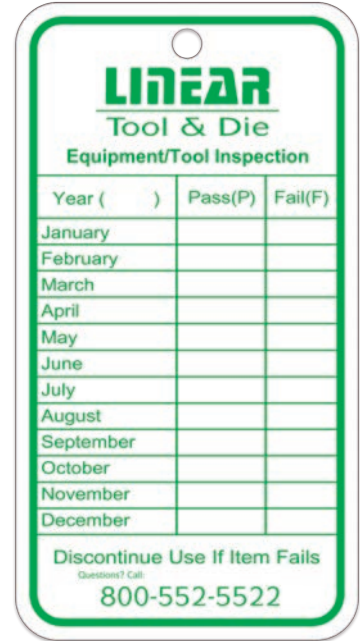 LINEAR
Tool & Die
Equipment/Tool Inspection
Year ( ) Pass(P) Fail(F)
January
February
March
April
May
June
July
August
September
October
November
December
Discontinue Use If Item Fails
Questions? Call:
800-552-5522